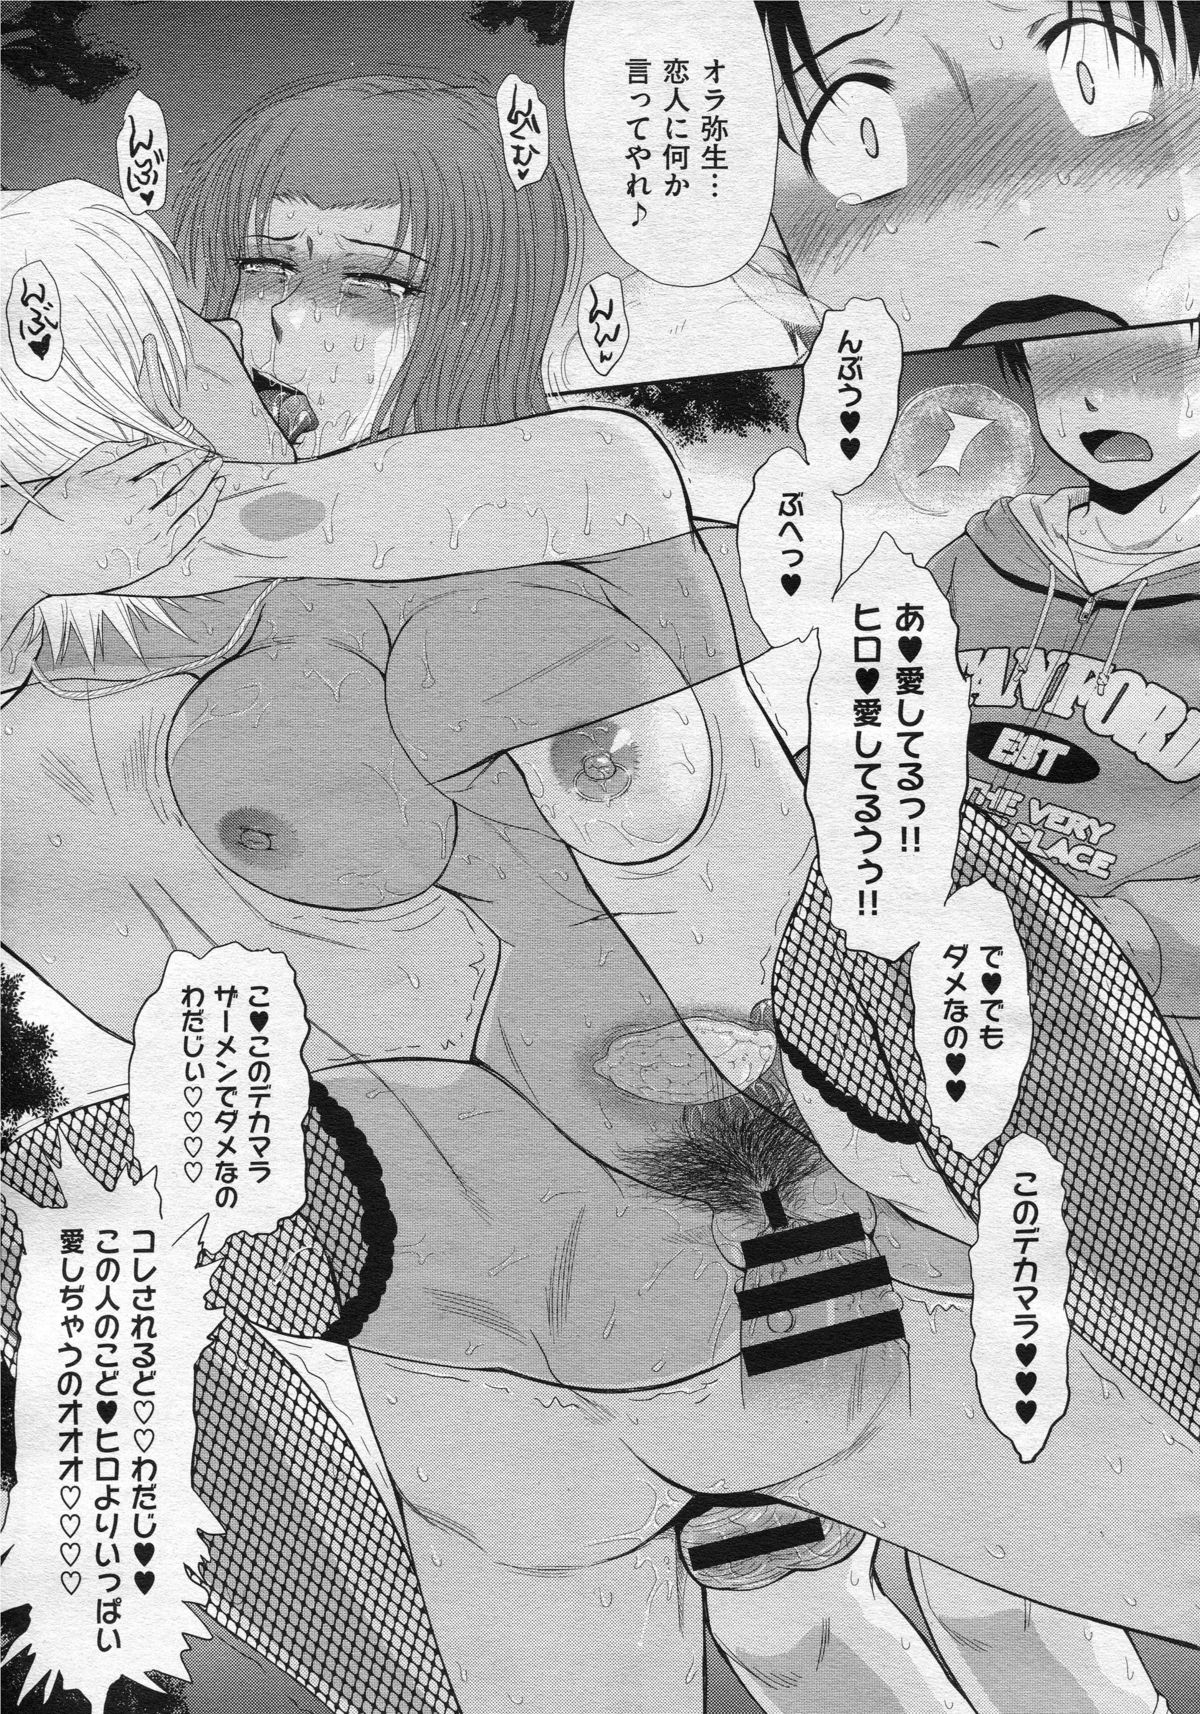 オラ弥生…
恋人に何か
言ってやれ♪
んぐむ♥
んぶ♥
んぶぅ♥♥
ぶへっ♥
あ♥愛してるっ!!
ヒロ♥愛してるぅぅ!!
EBT
THE VERY
PLACE
で♥でも
ダメなの♥♥
このデカマラ♥♥♥
こ♥このデカマラ
ザーメンでダメなの
わだじぃ♡♡♡♡
コレされるど♡♡わだじ♥♥
この人のこど♥ヒロよりいっぱい
愛しぢゃうのオオオ♡♡♡♡